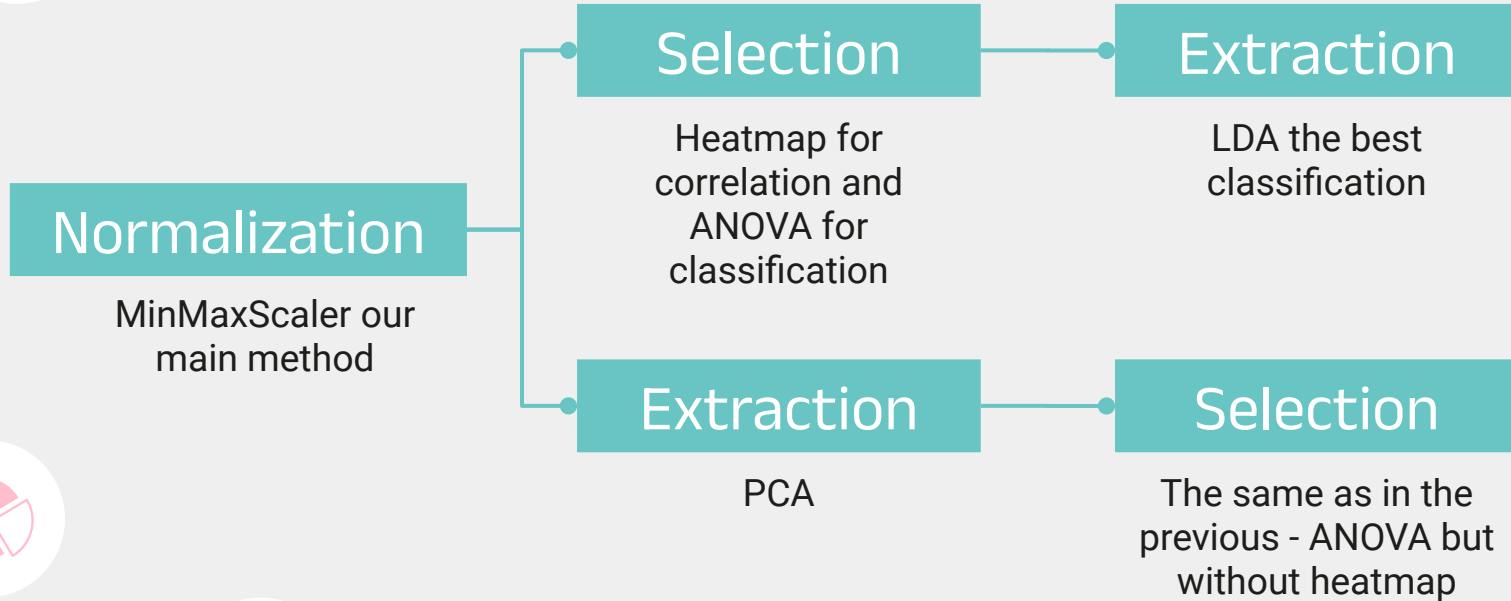 Normalization
MinMaxScaler our
main method
Selection
Heatmap for
correlation and
ANOVA for
classification
Extraction
LDA the best
classification
Extraction
PCA
Selection
The same as in the
previous - ANOVA but
without heatmap